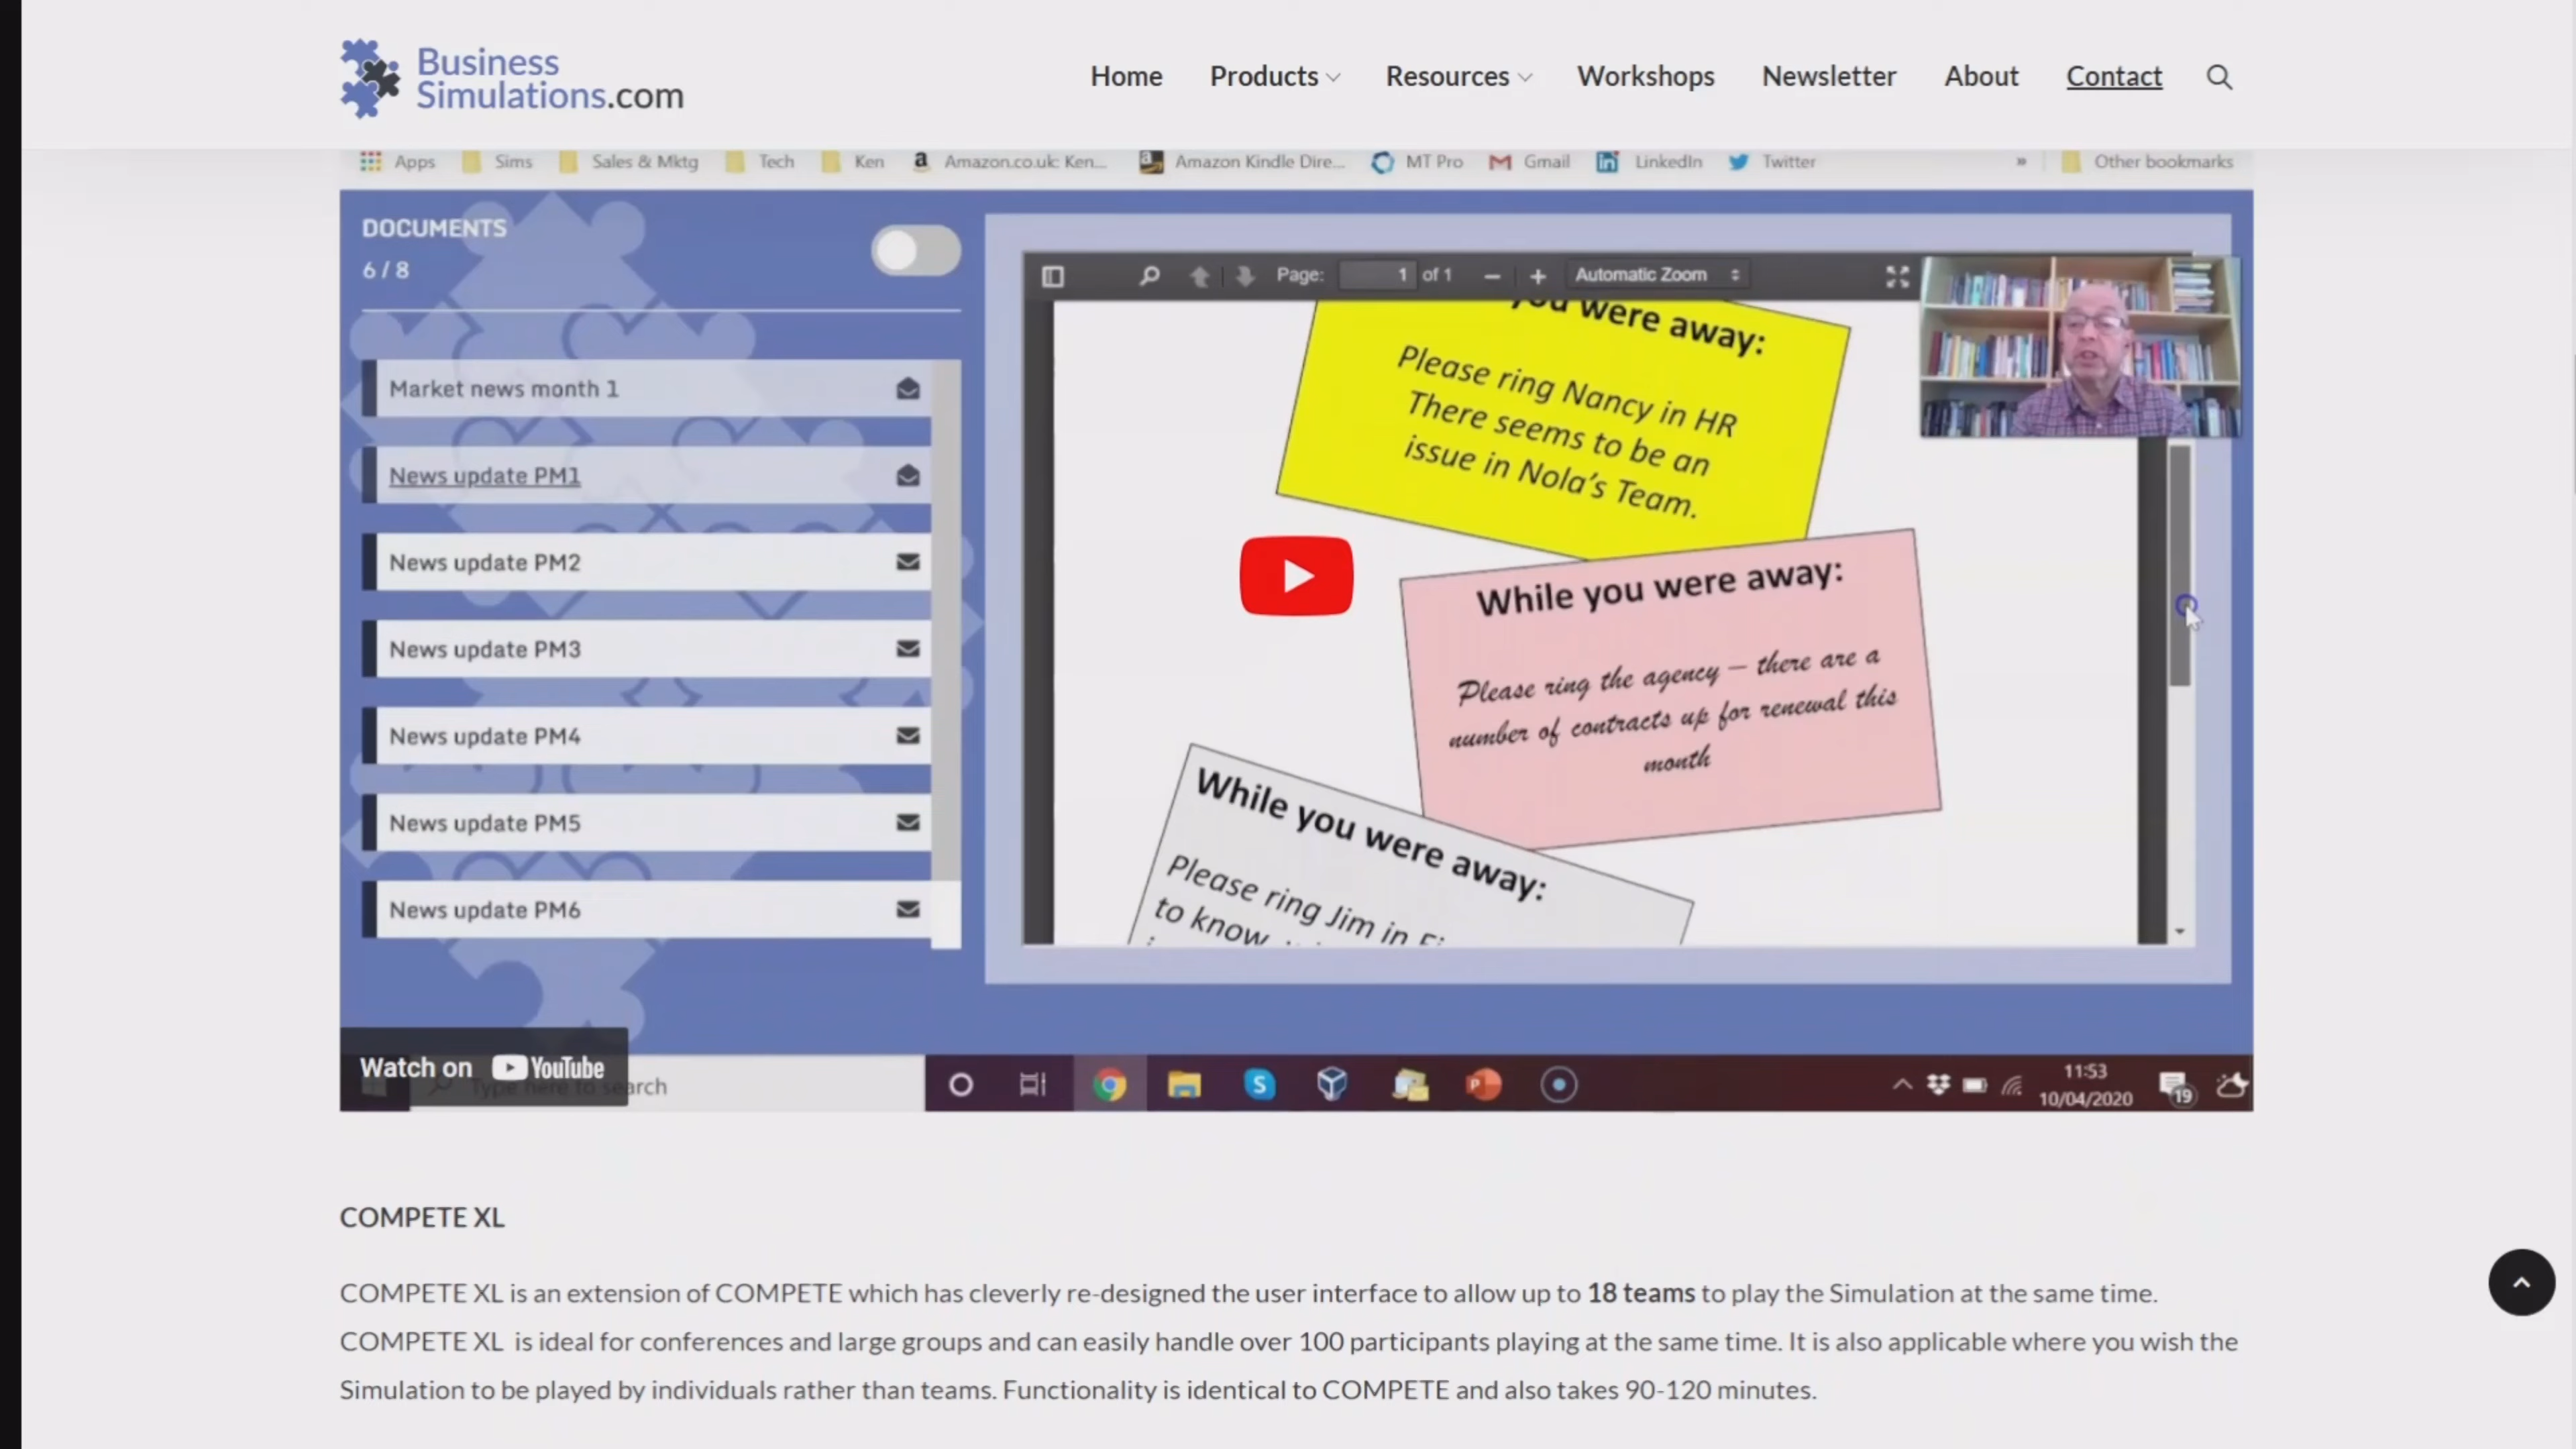 Business
Simulations.com
Home Products Resources Workshops Newsletter About Contact
Apps Sims Sales & Mktg Tech Ken Amazon.co.uk: Ken... Amazon Kindle Dire... MT Pro Gmail LinkedIn Twitter » Other bookmarks
DOCUMENTS
6 / 8
Market news month 1
News update PM1
News update PM2
News update PM3
News update PM4
News update PM5
News update PM6
Page: 1 of 1 Automatic Zoom
you were away:
Please ring Nancy in HR
There seems to be an
issue in Nola's Team.
While you were away:
Please ring the agency – there are a
number of contracts up for renewal this
month
While you were away:
Please ring Jim in
to know
Watch on YouTube
Type here to search
11:53
10/04/2020
19
COMPETE XL
COMPETE XL is an extension of COMPETE which has cleverly re-designed the user interface to allow up to 18 teams to play the Simulation at the same time.
COMPETE XL is ideal for conferences and large groups and can easily handle over 100 participants playing at the same time. It is also applicable where you wish the
Simulation to be played by individuals rather than teams. Functionality is identical to COMPETE and also takes 90-120 minutes.